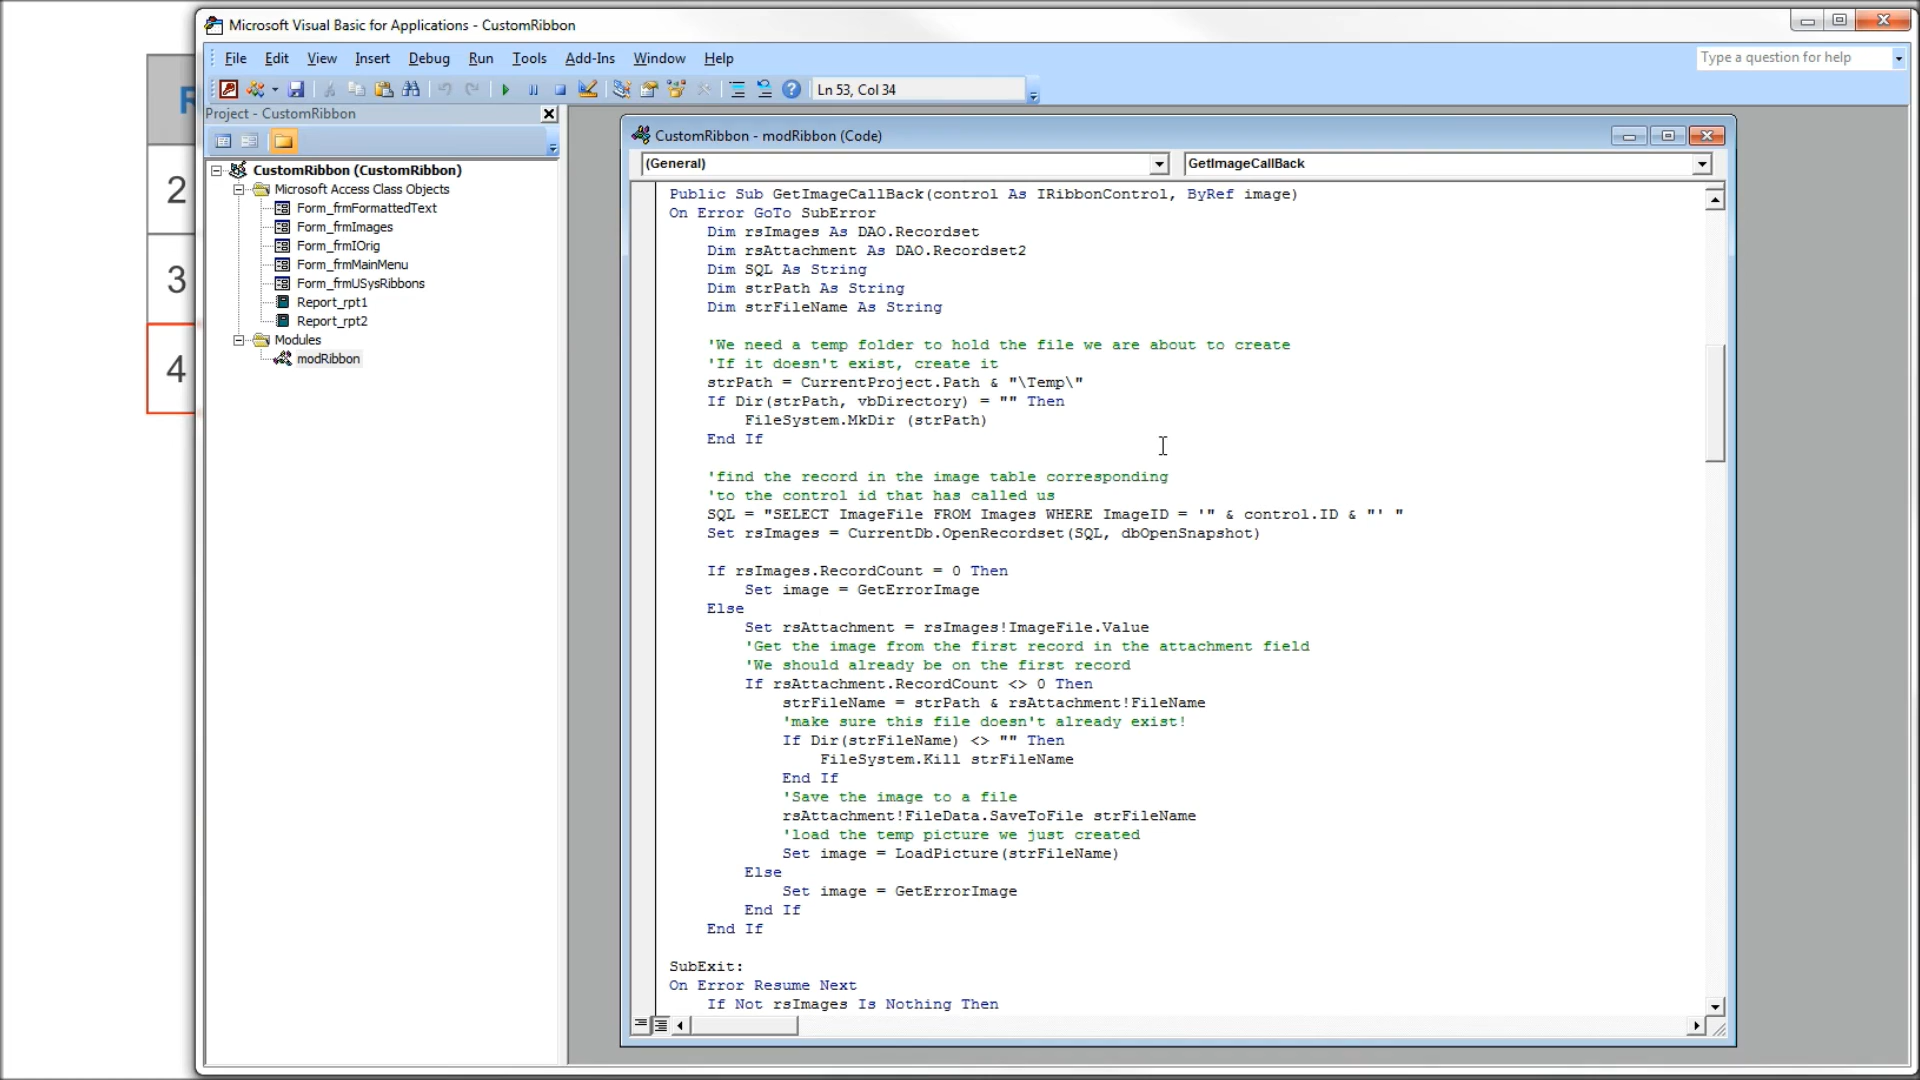 Microsoft Visual Basic for Applications - CustomRibbon
File Edit View Insert Debug Run Tools Add-Ins Window Help
Type a question for help
Ln 53, Col 34
Project - CustomRibbon
CustomRibbon (CustomRibbon)
Microsoft Access Class Objects
Form_frmFormattedText
Form_frmImages
Form_frmIOrig
Form_frmMainMenu
Form_frmUSysRibbons
Report_rpt1
Report_rpt2
Modules
modRibbon
2
3
4
CustomRibbon - modRibbon (Code)
(General)
GetImageCallBack
Public Sub GetImageCallBack(control As IRibbonControl, ByRef image)
On Error GoTo SubError
Dim rsImages As DAO.Recordset
Dim rsAttachment As DAO.Recordset2
Dim SQL As String
Dim strPath As String
Dim strFileName As String
'We need a temp folder to hold the file we are about to create
'If it doesn't exist, create it
strPath = CurrentProject.Path & "\Temp\"
If Dir(strPath, vbDirectory) = "" Then
FileSystem.MkDir (strPath)
End If
'find the record in the image table corresponding
'to the control id that has called us
SQL = "SELECT ImageFile FROM Images WHERE ImageID = '" & control.ID & "' "
Set rsImages = CurrentDb.OpenRecordset(SQL, dbOpenSnapshot)
If rsImages.RecordCount = 0 Then
Set image = GetErrorImage
Else
Set rsAttachment = rsImages!ImageFile.Value
'Get the image from the first record in the attachment field
'We should already be on the first record
If rsAttachment.RecordCount <> 0 Then
strFileName = strPath & rsAttachment!FileName
'make sure this file doesn't already exist!
If Dir(strFileName) <> "" Then
FileSystem.Kill strFileName
End If
'Save the image to a file
rsAttachment!FileData.SaveToFile strFileName
'load the temp picture we just created
Set image = LoadPicture(strFileName)
Else
Set image = GetErrorImage
End If
End If
SubExit:
On Error Resume Next
If Not rsImages Is Nothing Then